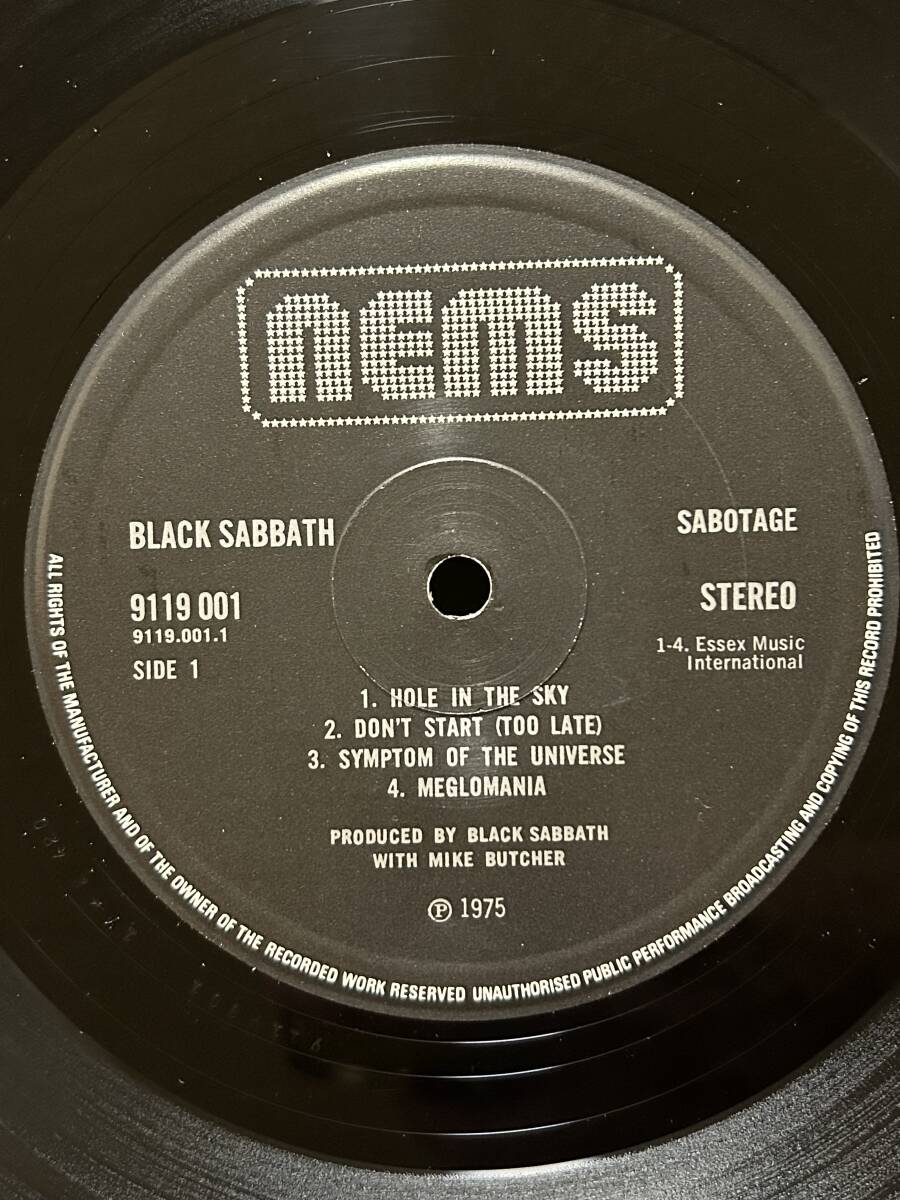 nems
BLACK SABBATH
SABOTAGE
9119 001
9119.001.1
STEREO
SIDE 1
1-4. Essex Music
International
1. HOLE IN THE SKY
2. DON'T START (TOO LATE)
3. SYMPTOM OF THE UNIVERSE
4. MEGLOMANIA
PRODUCED BY BLACK SABBATH
WITH MIKE BUTCHER
Ⓟ 1975
ALL RIGHTS OF THE MANUFACTURER AND OF THE OWNER OF THE RECORDED WORK RESERVED UNAUTHORISED PUBLIC PERFORMANCE BROADCASTING AND COPYING OF THIS RECORD PROHIBITED